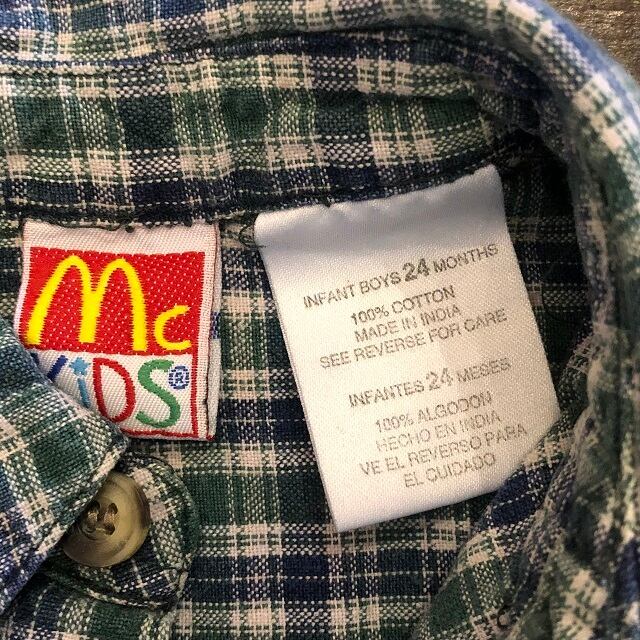 Mc
KiDS®
INFANT BOYS 24 MONTHS
100% COTTON
MADE IN INDIA
SEE REVERSE FOR CARE
INFANTES 24 MESES
100% ALGODON
HECHO EN INDIA
VE EL REVERSO PARA
EL CUIDADO